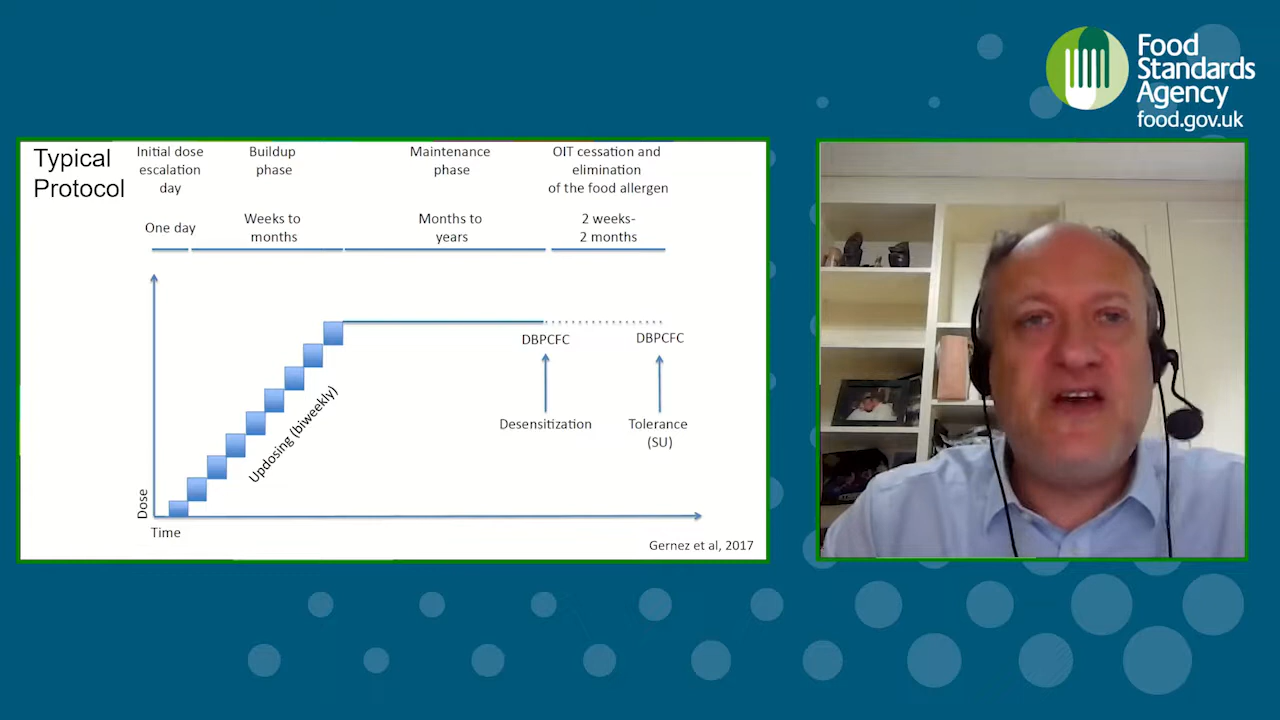 Food
Standards
Agency
food.gov.uk
Typical
Protocol
Initial dose
escalation
day
Buildup
phase
Maintenance
phase
OIT cessation and
elimination
of the food allergen
One day
Weeks to
months
Months to
years
2 weeks-
2 months
Updosing (biweekly)
DBPCFC
DBPCFC
Desensitization
Tolerance
(SU)
Dose
Time
Gernez et al, 2017